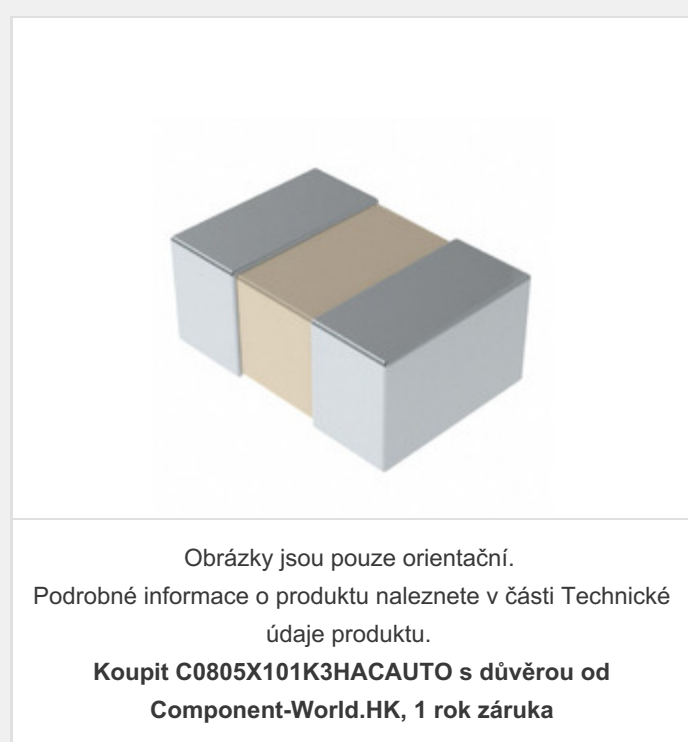 Obrázky jsou pouze orientační.
Podrobné informace o produktu naleznete v části Technické
údaje produktu.
Koupit C0805X101K3HACAUTO s důvěrou od
Component-World.HK, 1 rok záruka